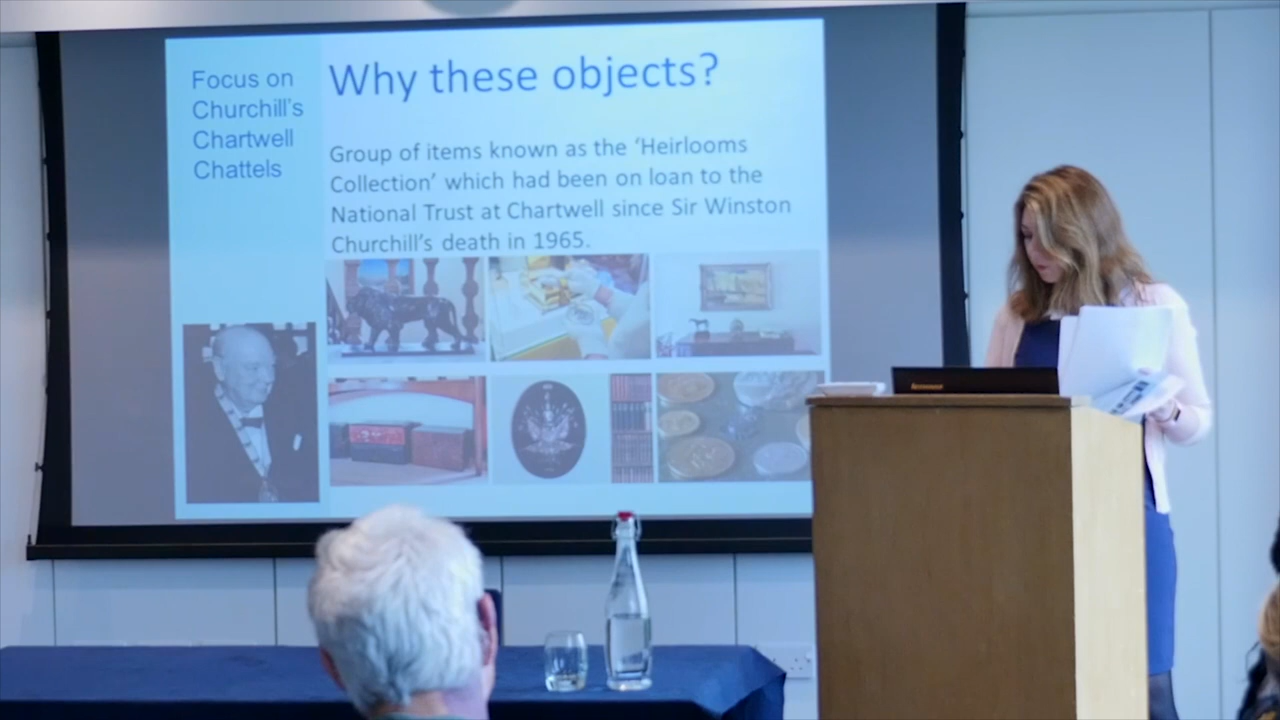 Focus on
Churchill's
Chartwell
Chattels
Why these objects?
Group of items known as the ‘Heirlooms
Collection’ which had been on loan to the
National Trust at Chartwell since Sir Winston
Churchill’s death in 1965.
lenovo